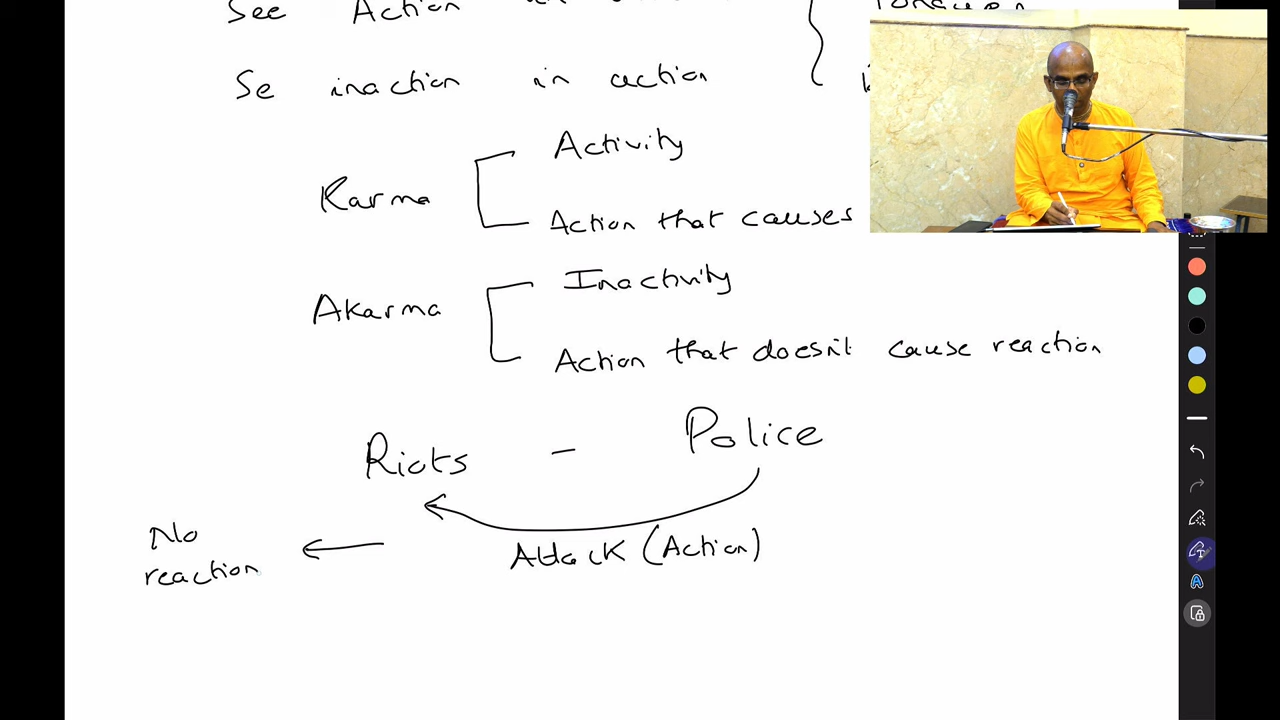 See Action
Se inaction in action
Karma
Activity
Action that causes
Akarma
Inactivity
Action that doesn't cause reaction
Riots - Police
Attack (Action)
No
reaction